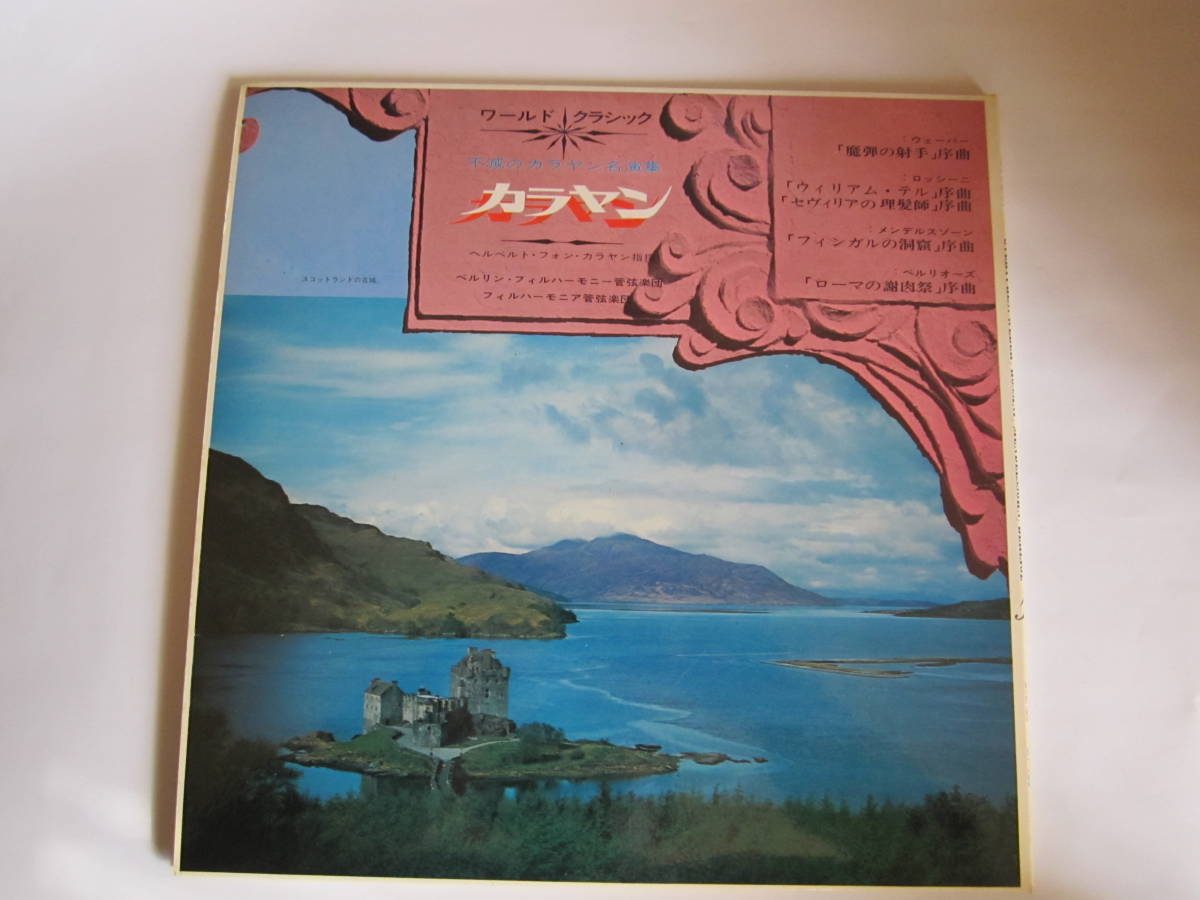 ワールド クラシック
不滅のカラヤン名曲集
カラヤン
ヘルベルト・フォン・カラヤン指揮
ベルリン・フィルハーモニー管弦楽団
フィルハーモニア管弦楽団
スコットランドの古城
:ウェーバー
「魔弾の射手」序曲
:ロッシーニ
「ウィリアム・テル」序曲
「セヴィリアの理髪師」序曲
:メンデルスゾーン
「フィンガルの洞窟」序曲
:ベルリオーズ
「ローマの謝肉祭」序曲